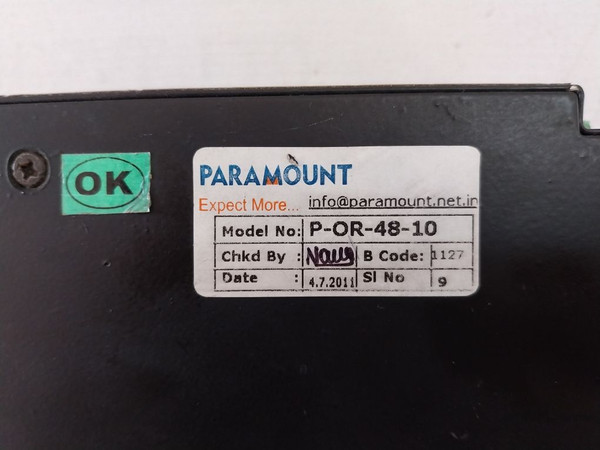 OK
PARAMOUNT
Expect More... info@paramount.net.in
Model No: P-OR-48-10
Chkd By : B Code: 1127
Date : 4.7.2011 Sl No 9